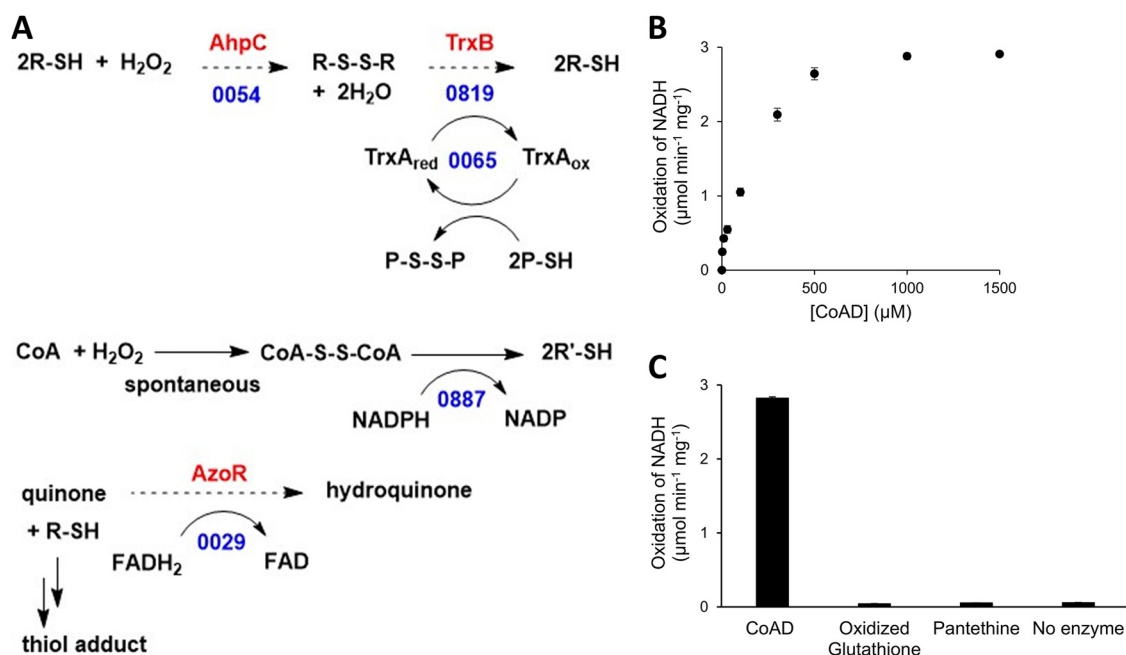 A
AhpC
TrxB
2R-SH + H₂O₂
R-S-S-R
2R-SH
0054
+ 2H₂O
0819
TrxAred
0065
TrxAox
P-S-S-P
2P-SH
CoA + H₂O₂
CoA-S-S-CoA
2R'-SH
spontaneous
0887
NADPH
NADP
AzoR
quinone
hydroquinone
+ R-SH
0029
FADH₂
FAD
thiol adduct
B
Oxidation of NADH
(µmol min⁻¹ mg⁻¹)
3
2
1
0
0
500
1000
1500
[CoAD] (µM)
C
Oxidation of NADH
(µmol min⁻¹ mg⁻¹)
3
2
1
0
CoAD
Oxidized
Glutathione
Pantethine
No enzyme